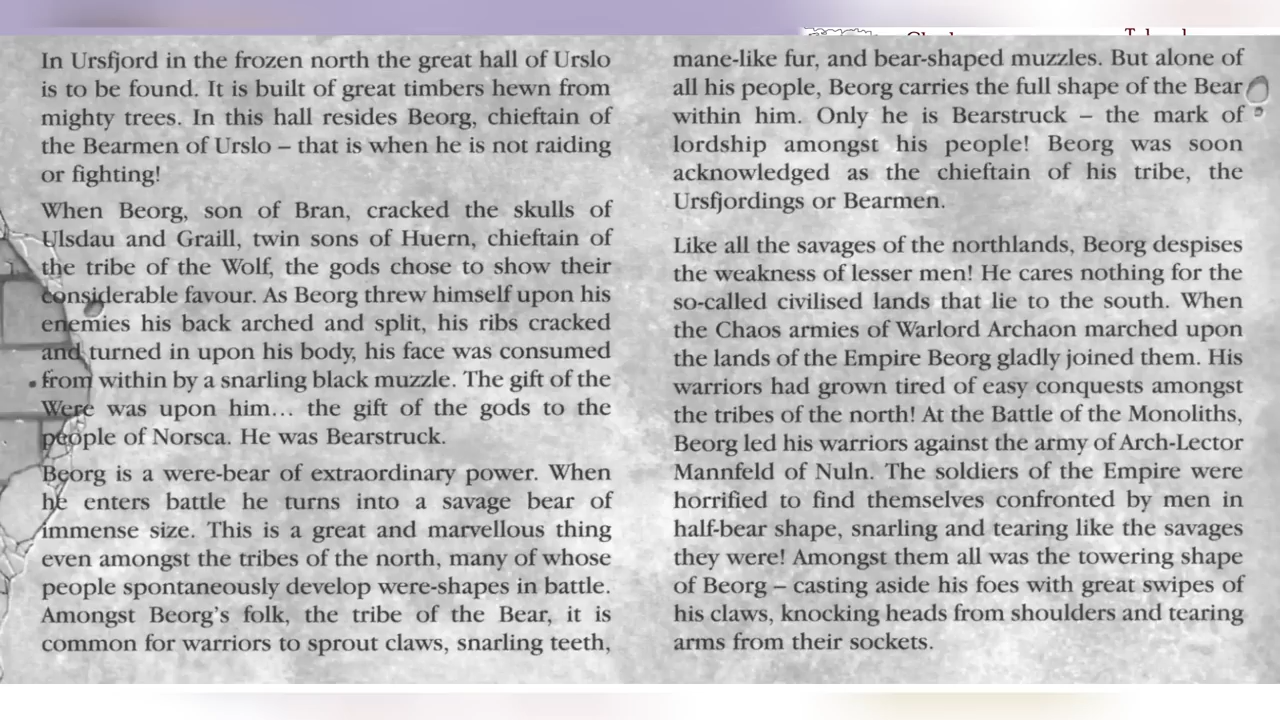 In Ursfjord in the frozen north the great hall of Urslo
is to be found. It is built of great timbers hewn from
mighty trees. In this hall resides Beorg, chieftain of
the Bearmen of Urslo – that is when he is not raiding
or fighting!
When Beorg, son of Bran, cracked the skulls of
Ulsdau and Graill, twin sons of Huern, chieftain of
the tribe of the Wolf, the gods chose to show their
considerable favour. As Beorg threw himself upon his
enemies his back arched and split, his ribs cracked
and turned in upon his body, his face was consumed
from within by a snarling black muzzle. The gift of the
Were was upon him… the gift of the gods to the
people of Norsca. He was Bearstruck.
Beorg is a were-bear of extraordinary power. When
he enters battle he turns into a savage bear of
immense size. This is a great and marvellous thing
even amongst the tribes of the north, many of whose
people spontaneously develop were-shapes in battle.
Amongst Beorg's folk, the tribe of the Bear, it is
common for warriors to sprout claws, snarling teeth,
mane-like fur, and bear-shaped muzzles. But alone of
all his people, Beorg carries the full shape of the Bear
within him. Only he is Bearstruck – the mark of
lordship amongst his people! Beorg was soon
acknowledged as the chieftain of his tribe, the
Ursfjordings or Bearmen.
Like all the savages of the northlands, Beorg despises
the weakness of lesser men! He cares nothing for the
so-called civilised lands that lie to the south. When
the Chaos armies of Warlord Archaon marched upon
the lands of the Empire Beorg gladly joined them. His
warriors had grown tired of easy conquests amongst
the tribes of the north! At the Battle of the Monoliths,
Beorg led his warriors against the army of Arch-Lector
Mannfeld of Nuln. The soldiers of the Empire were
horrified to find themselves confronted by men in
half-bear shape, snarling and tearing like the savages
they were! Amongst them all was the towering shape
of Beorg – casting aside his foes with great swipes of
his claws, knocking heads from shoulders and tearing
arms from their sockets.